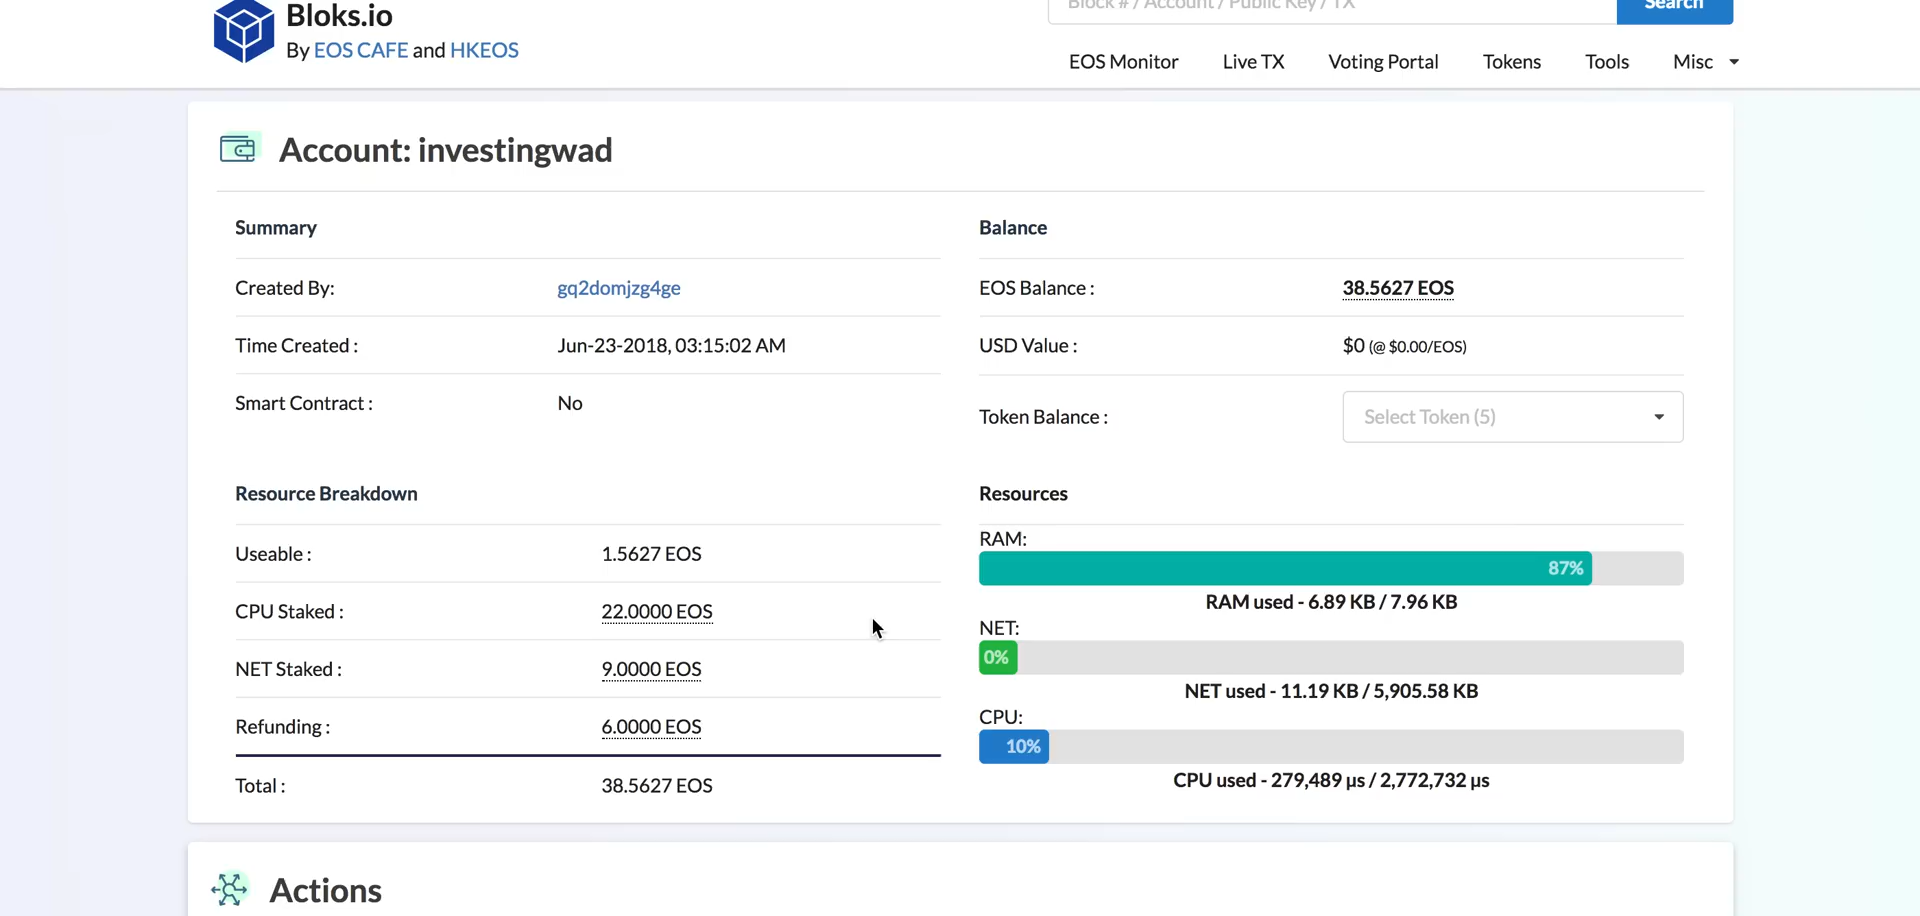 Bloks.io
By EOS CAFE and HKEOS
Block # / Account / Public Key / TX
Search
EOS Monitor
Live TX
Voting Portal
Tokens
Tools
Misc
Account: investingwad
Summary
Created By:
gq2domjzg4ge
Time Created :
Jun-23-2018, 03:15:02 AM
Smart Contract :
No
Balance
EOS Balance :
38.5627 EOS
USD Value :
$0 (@ $0.00/EOS)
Token Balance :
Select Token (5)
Resource Breakdown
Useable :
1.5627 EOS
CPU Staked :
22.0000 EOS
NET Staked :
9.0000 EOS
Refunding :
6.0000 EOS
Total :
38.5627 EOS
Resources
RAM:
87%
RAM used - 6.89 KB / 7.96 KB
NET:
0%
NET used - 11.19 KB / 5,905.58 KB
CPU:
10%
CPU used - 279,489 µs / 2,772,732 µs
Actions